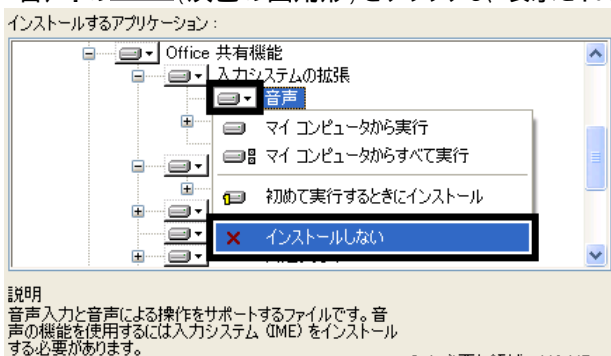 インストールするアプリケーション:
Office 共有機能
入力システムの拡張
音声
マイ コンピュータから実行
マイ コンピュータからすべて実行
初めて実行するときにインストール
インストールしない
説明
音声入力と音声による操作をサポートするファイルです。音
声の機能を使用するには入力システム (IME) をインストール
する必要があります。